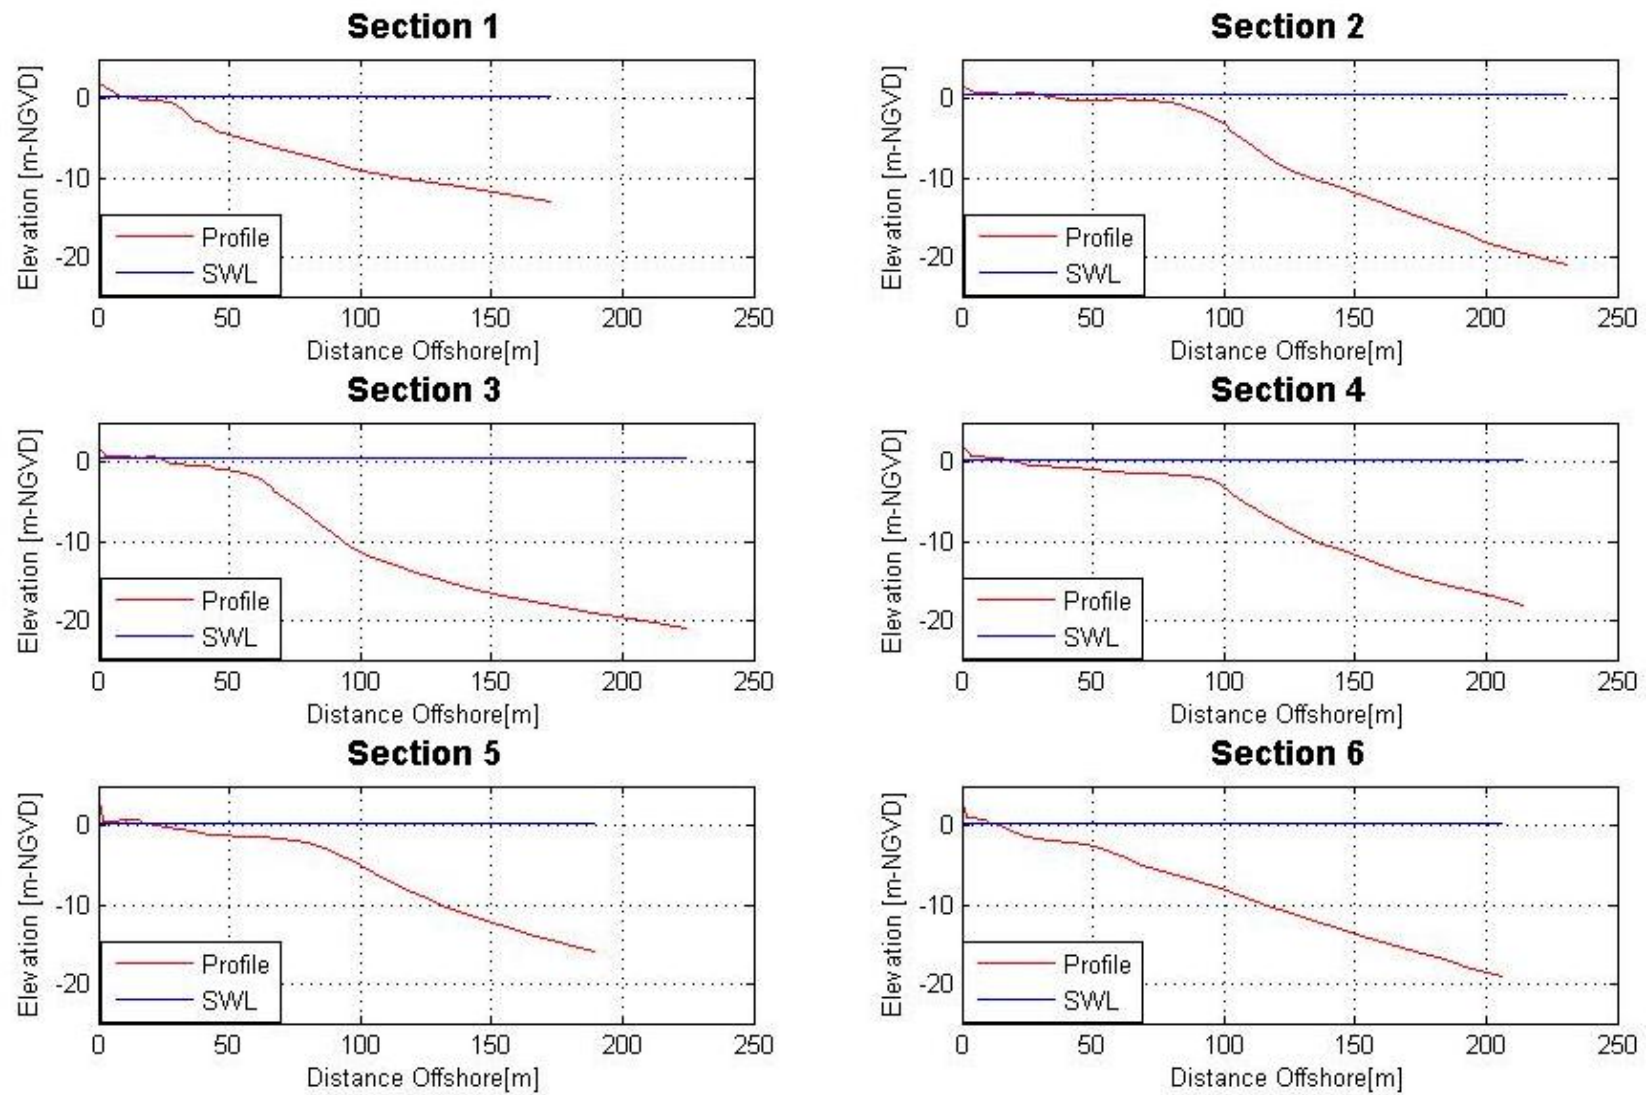 Section 1
Elevation [m-NGVD]
0
-10
-20
Profile
SWL
0 50 100 150 200 250
Distance Offshore[m]
Section 2
Elevation [m-NGVD]
0
-10
-20
Profile
SWL
0 50 100 150 200 250
Distance Offshore[m]
Section 3
Elevation [m-NGVD]
0
-10
-20
Profile
SWL
0 50 100 150 200 250
Distance Offshore[m]
Section 4
Elevation [m-NGVD]
0
-10
-20
Profile
SWL
0 50 100 150 200 250
Distance Offshore[m]
Section 5
Elevation [m-NGVD]
0
-10
-20
Profile
SWL
0 50 100 150 200 250
Distance Offshore[m]
Section 6
Elevation [m-NGVD]
0
-10
-20
Profile
SWL
0 50 100 150 200 250
Distance Offshore[m]